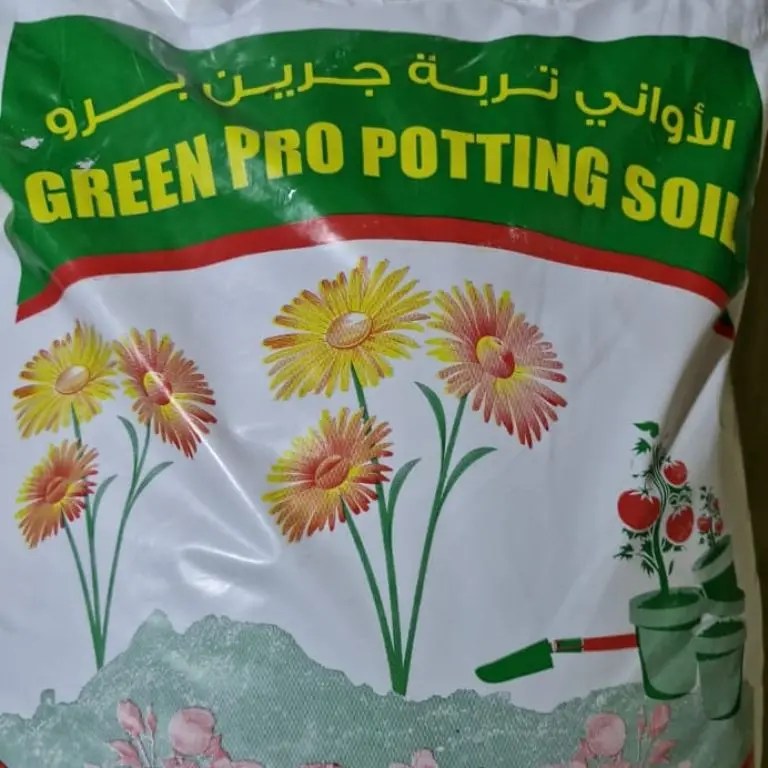 الأواني تربة جرين برو
GREEN PRO POTTING SOIL